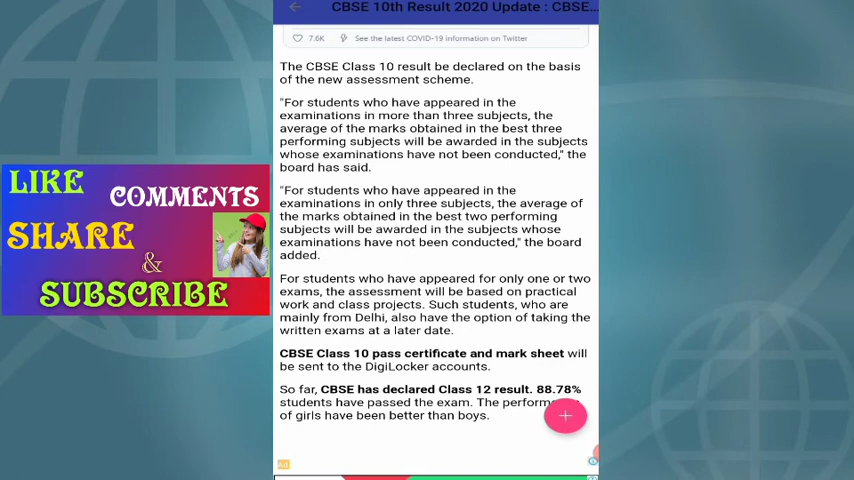 CBSE 10th Result 2020 Update : CBSE...
7.6K See the latest COVID-19 information on Twitter
The CBSE Class 10 result be declared on the basis
of the new assessment scheme.
"For students who have appeared in the
examinations in more than three subjects, the
average of the marks obtained in the best three
performing subjects will be awarded in the subjects
whose examinations have not been conducted," the
board has said.
"For students who have appeared in the
examinations in only three subjects, the average of
the marks obtained in the best two performing
subjects will be awarded in the subjects whose
examinations have not been conducted," the board
added.
For students who have appeared for only one or two
exams, the assessment will be based on practical
work and class projects. Such students, who are
mainly from Delhi, also have the option of taking the
written exams at a later date.
CBSE Class 10 pass certificate and mark sheet will
be sent to the DigiLocker accounts.
So far, CBSE has declared Class 12 result. 88.78%
students have passed the exam. The
of girls have been better than boys.
Ad
LIKE
COMMENTS
SHARE
&
SUBSCRIBE